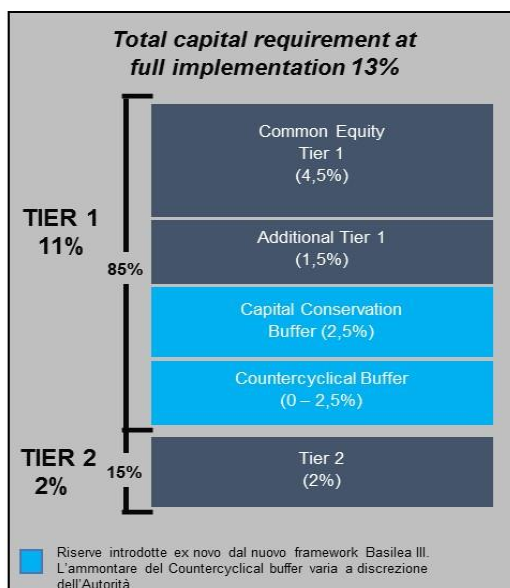 Total capital requirement at
full implementation 13%
Common Equity
Tier 1
(4,5%)
TIER 1
11%
85%
Additional Tier 1
(1,5%)
Capital Conservation
Buffer (2,5%)
Countercyclical Buffer
(0 – 2,5%)
TIER 2
2%
15%
Tier 2
(2%)
Riserve introdotte ex novo dal nuovo framework Basilea III.
L'ammontare del Countercyclical buffer varia a discrezione
dell'Autorità